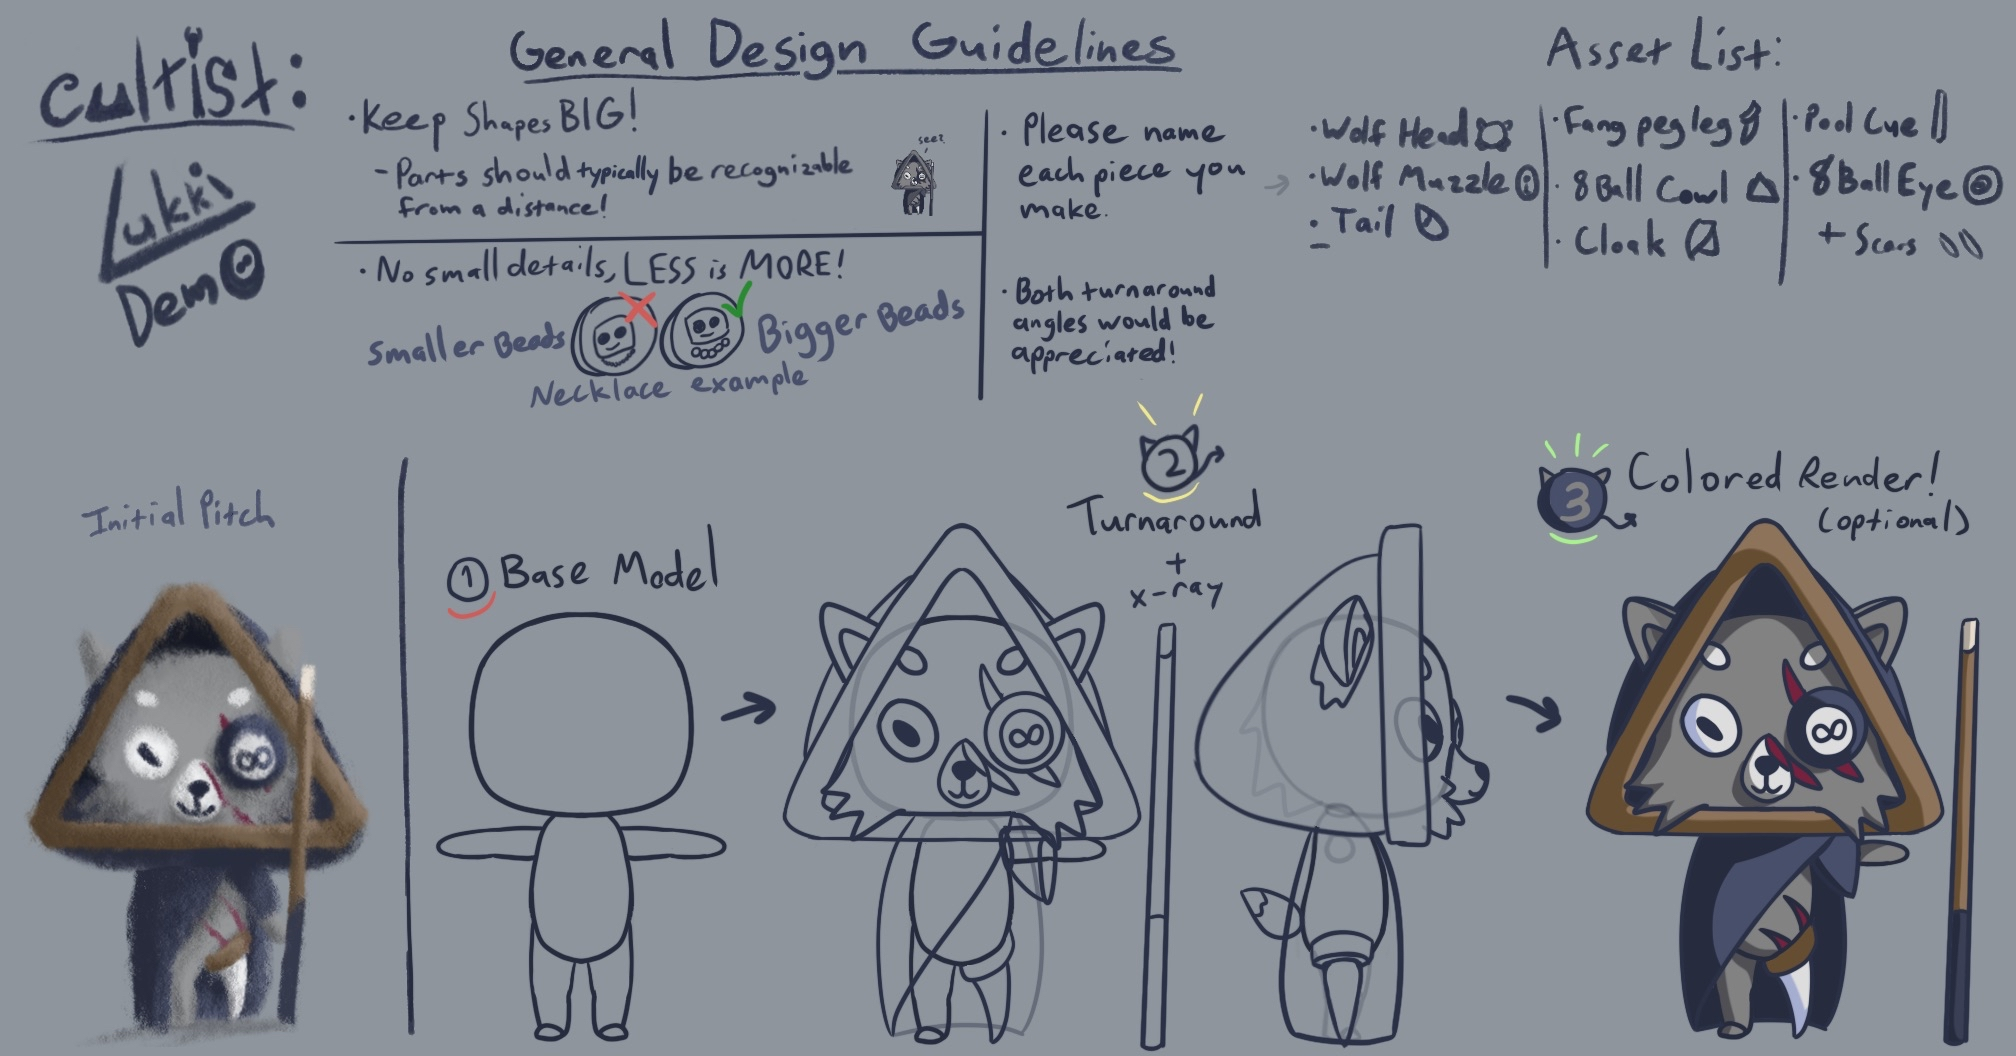 Cultist:
Lukki
Demo
General Design Guidelines
· Keep Shapes BIG!
- Parts should typically be recognizable
from a distance!
see?
· No small details, LESS is MORE!
Smaller Beads
Bigger Beads
Necklace example
· Please name
each piece you
make.
· Both turnaround
angles would be
appreciated!
Asset List:
· Wolf Head
· Wolf Muzzle
· Tail
· Fang peg leg
· 8 Ball Cowl
· Cloak
· Pool Cue
· 8 Ball Eye
+ Scars
Initial Pitch
1 Base Model
2
Turnaround
+
x-ray
3 Colored Render!
(optional)